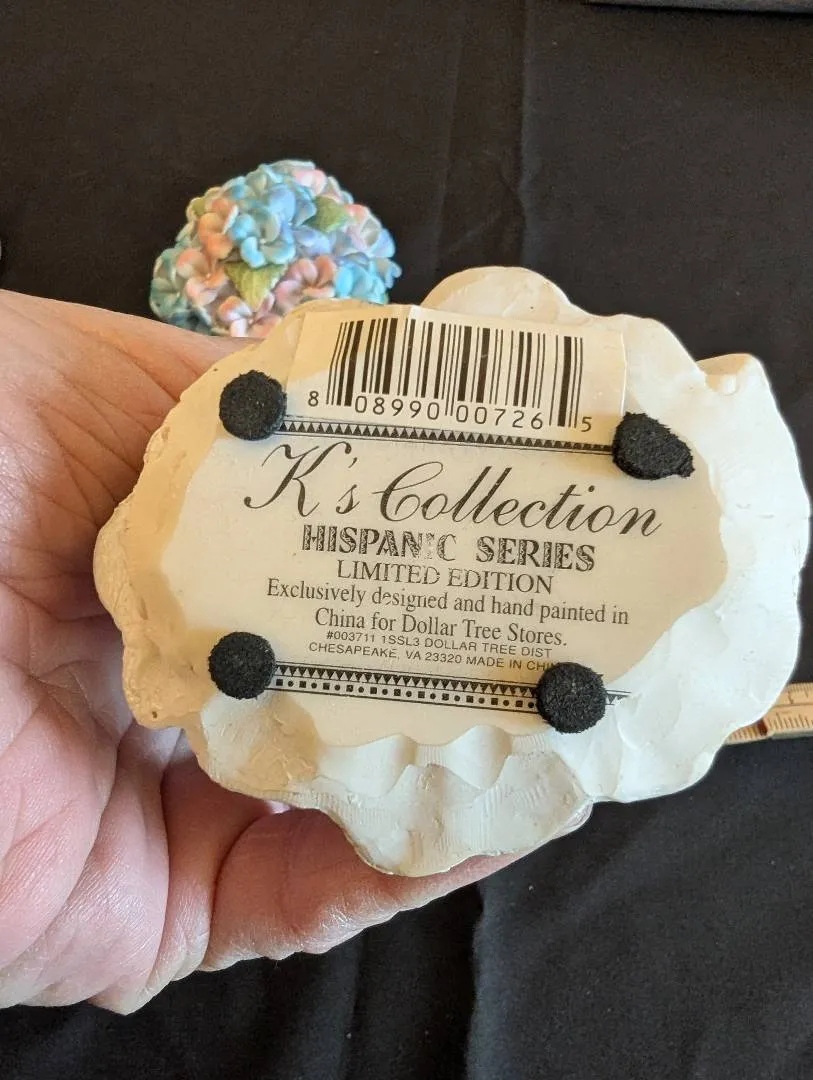 8 08990 00726 5
K's Collection
HISPANIC SERIES
LIMITED EDITION
Exclusively designed and hand painted in
China for Dollar Tree Stores.
#003711 1SSL3 DOLLAR TREE DIST
CHESAPEAKE, VA 23320 MADE IN